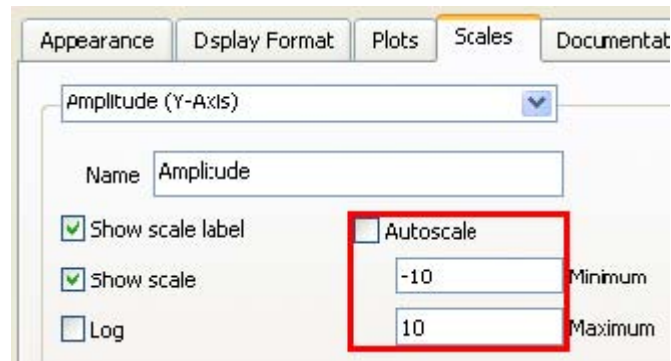 Appearance Display Format Plots Scales Documentat
Amplitude (Y-Axis)
Name Amplitude
Show scale label Autoscale
Show scale -10 Minimum
Log 10 Maximum